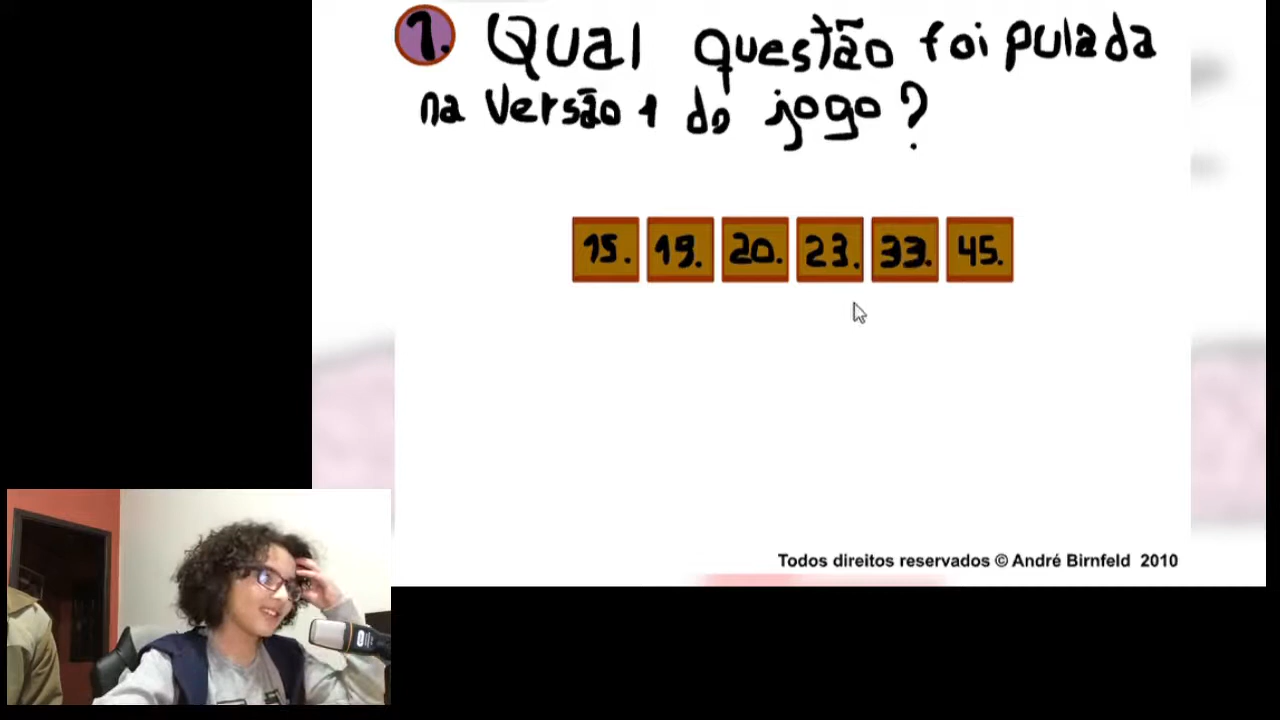 1. Qual questão foi pulada
na versão 1 do jogo?
15. 19. 20. 23. 33. 45.
Todos direitos reservados © André Birnfeld 2010